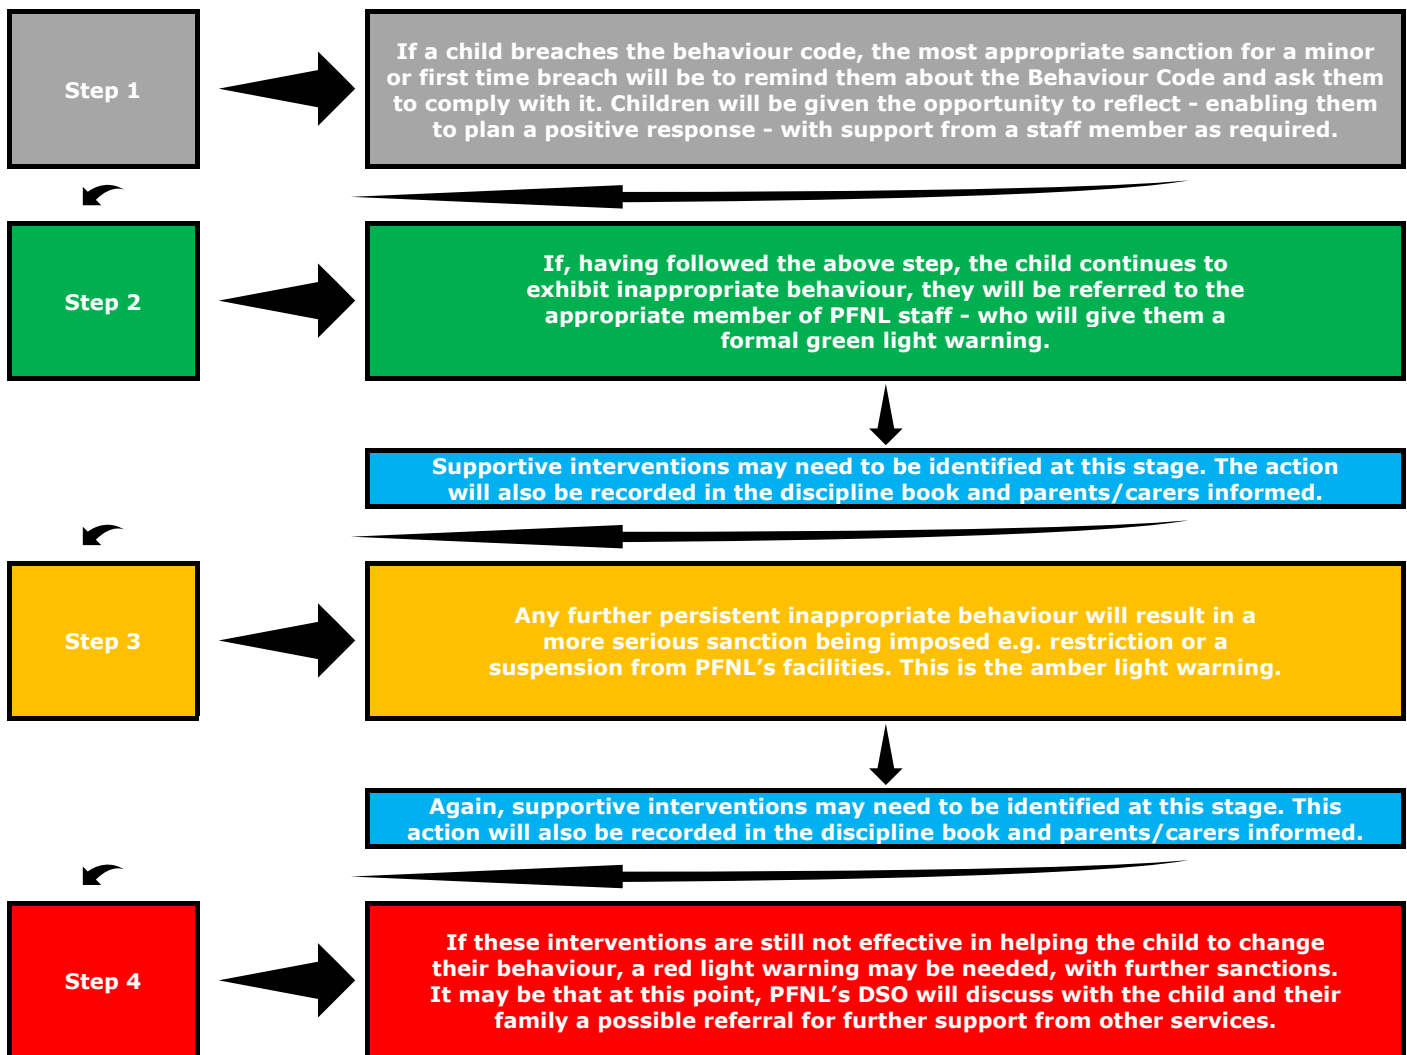 Step 1
If a child breaches the behaviour code, the most appropriate sanction for a minor
or first time breach will be to remind them about the Behaviour Code and ask them
to comply with it. Children will be given the opportunity to reflect - enabling them
to plan a positive response - with support from a staff member as required.
Step 2
If, having followed the above step, the child continues to
exhibit inappropriate behaviour, they will be referred to the
appropriate member of PFNL staff - who will give them a
formal green light warning.
Supportive interventions may need to be identified at this stage. The action
will also be recorded in the discipline book and parents/carers informed.
Step 3
Any further persistent inappropriate behaviour will result in a
more serious sanction being imposed e.g. restriction or a
suspension from PFNL’s facilities. This is the amber light warning.
Again, supportive interventions may need to be identified at this stage. This
action will also be recorded in the discipline book and parents/carers informed.
Step 4
If these interventions are still not effective in helping the child to change
their behaviour, a red light warning may be needed, with further sanctions.
It may be that at this point, PFNL’s DSO will discuss with the child and their
family a possible referral for further support from other services.